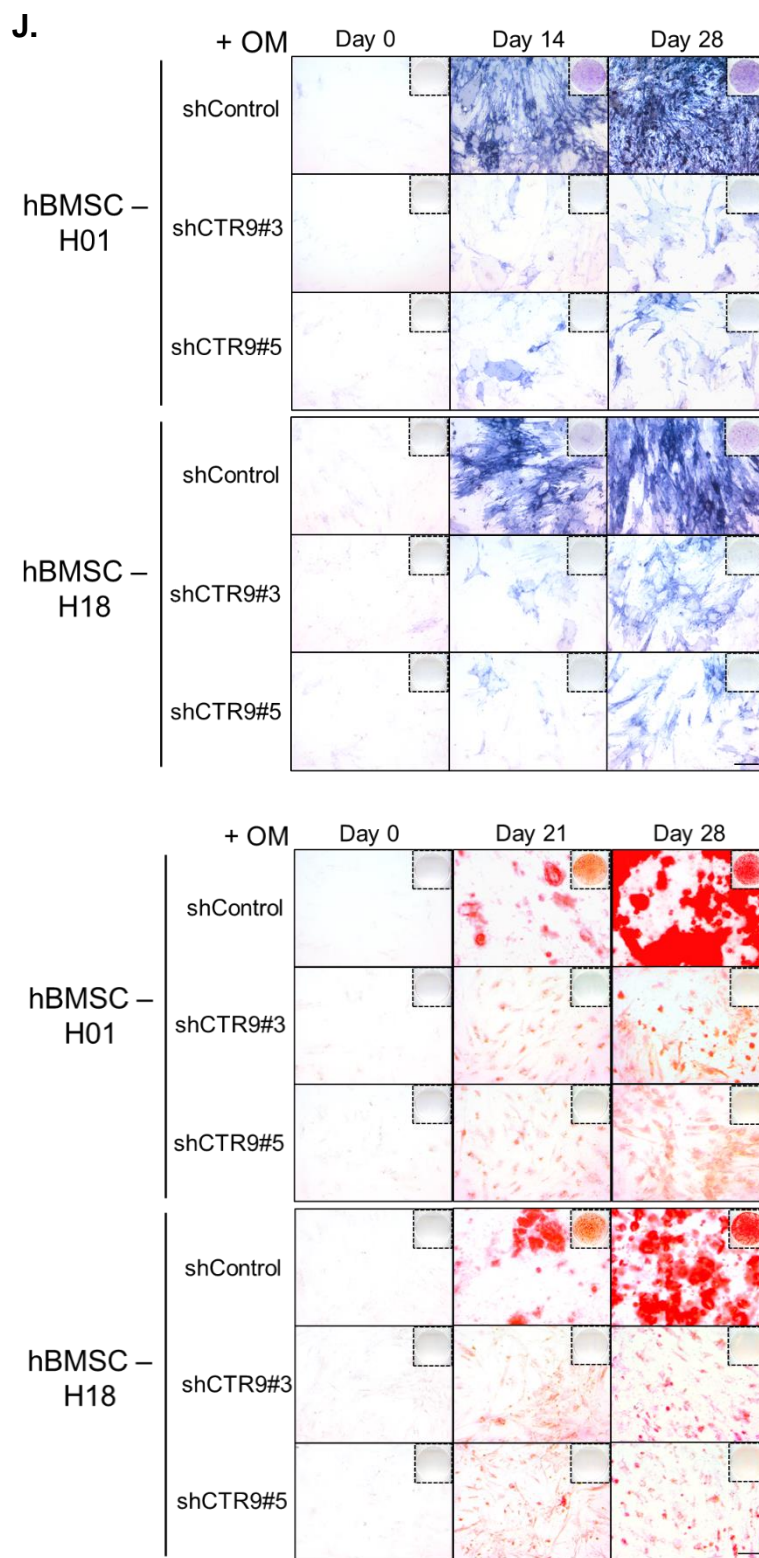 J.
+ OM Day 0 Day 14 Day 28
shControl
hBMSC –
H01
shCTR9#3
shCTR9#5
shControl
hBMSC –
H18
shCTR9#3
shCTR9#5
+ OM Day 0 Day 21 Day 28
shControl
hBMSC –
H01
shCTR9#3
shCTR9#5
shControl
hBMSC –
H18
shCTR9#3
shCTR9#5